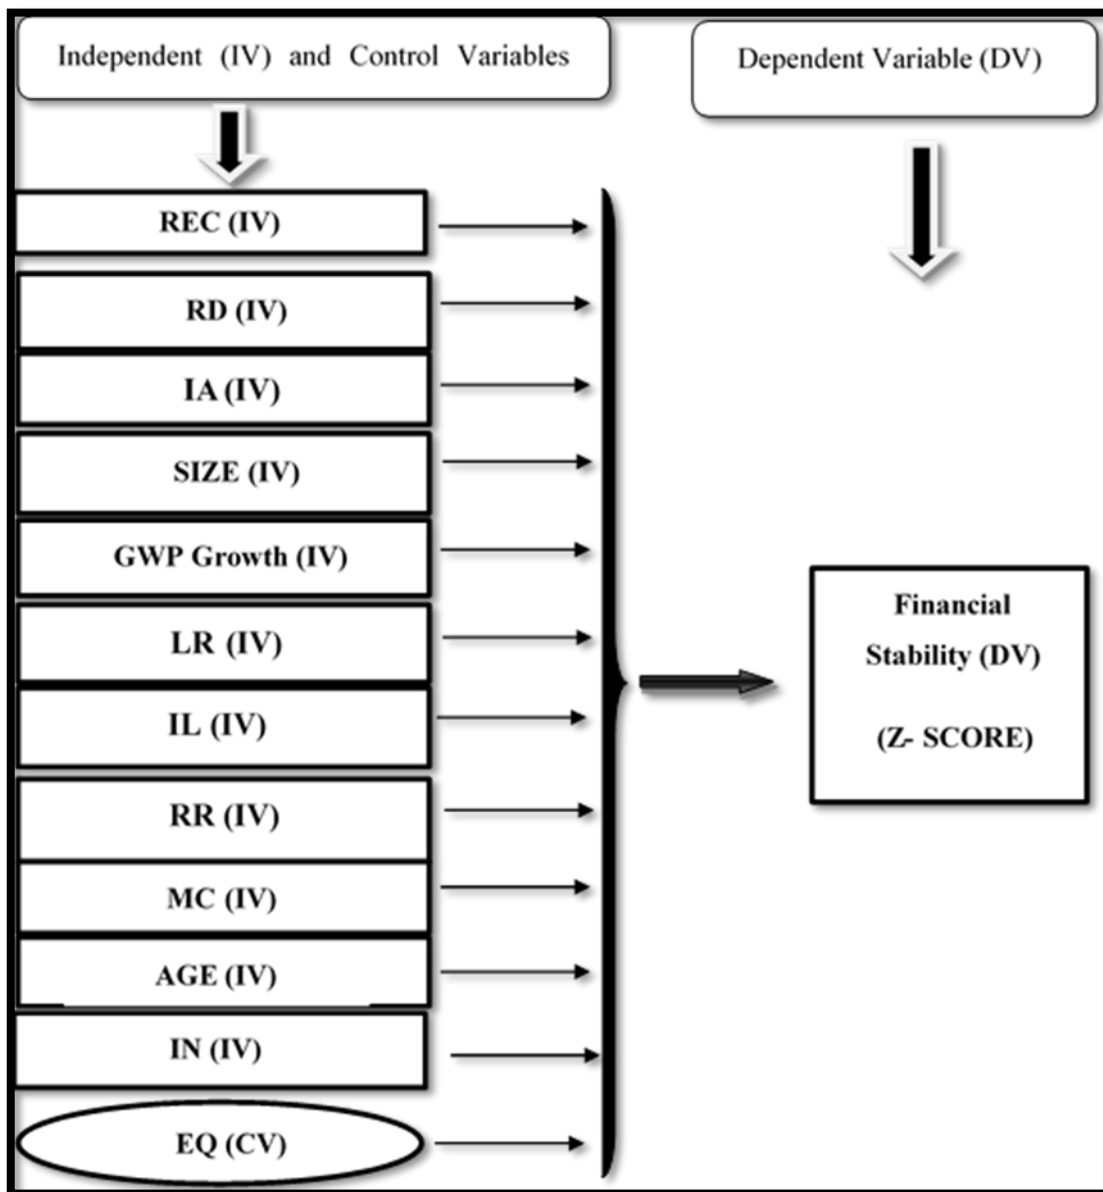 Independent (IV) and Control Variables
Dependent Variable (DV)
REC (IV)
RD (IV)
IA (IV)
SIZE (IV)
GWP Growth (IV)
LR (IV)
IL (IV)
RR (IV)
MC (IV)
AGE (IV)
IN (IV)
EQ (CV)
Financial
Stability (DV)
(Z- SCORE)